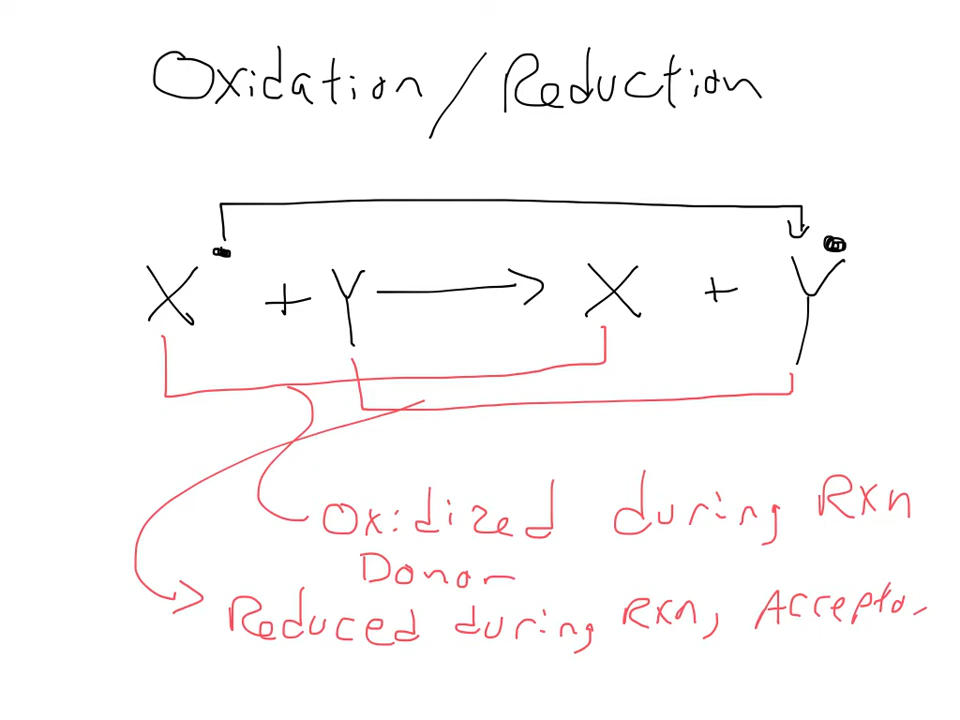 Oxidation/Reduction
X + Y → X + Y
Oxidized during Rxn
Donor
Reduced during Rxn, Acceptor